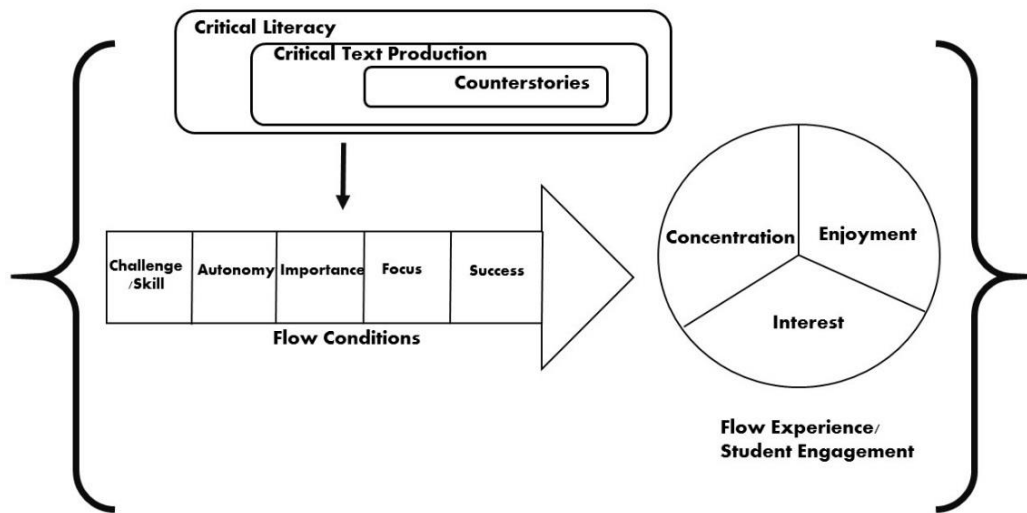 Critical Literacy
Critical Text Production
Counterstories
Challenge
/Skill
Autonomy
Importance
Focus
Success
Flow Conditions
Concentration
Enjoyment
Interest
Flow Experience/
Student Engagement